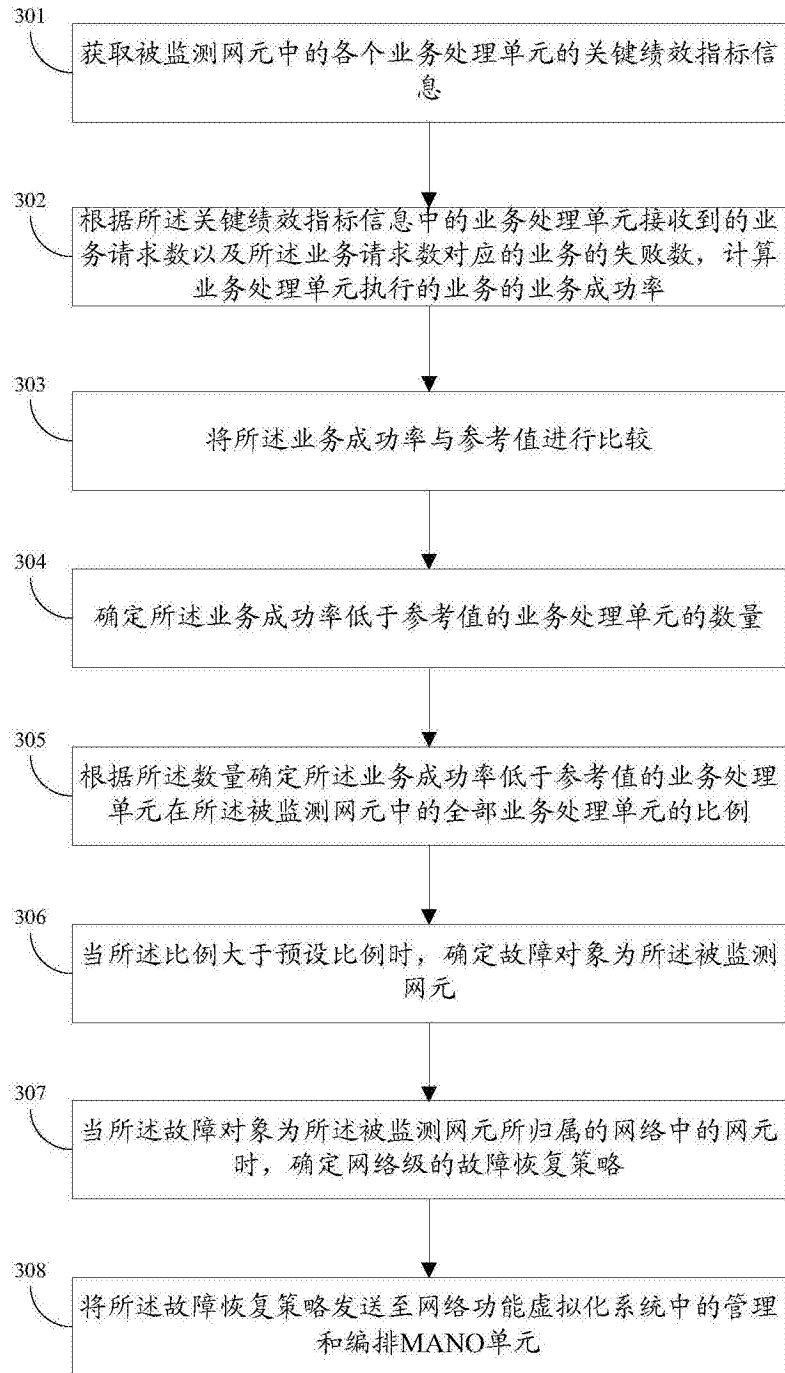 301
获取被监测网元中的各个业务处理单元的关键绩效指标信
息
302
根据所述关键绩效指标信息中的业务处理单元接收到的业
务请求数以及所述业务请求数对应的业务的失败数，计算
业务处理单元执行的业务的业务成功率
303
将所述业务成功率与参考值进行比较
304
确定所述业务成功率低于参考值的业务处理单元的数量
305
根据所述数量确定所述业务成功率低于参考值的业务处理
单元在所述被监测网元中的全部业务处理单元的比例
306
当所述比例大于预设比例时，确定故障对象为所述被监测
网元
307
当所述故障对象为所述被监测网元所归属的网络中的网元
时，确定网络级的故障恢复策略
308
将所述故障恢复策略发送至网络功能虚拟化系统中的管理
和编排MANO单元